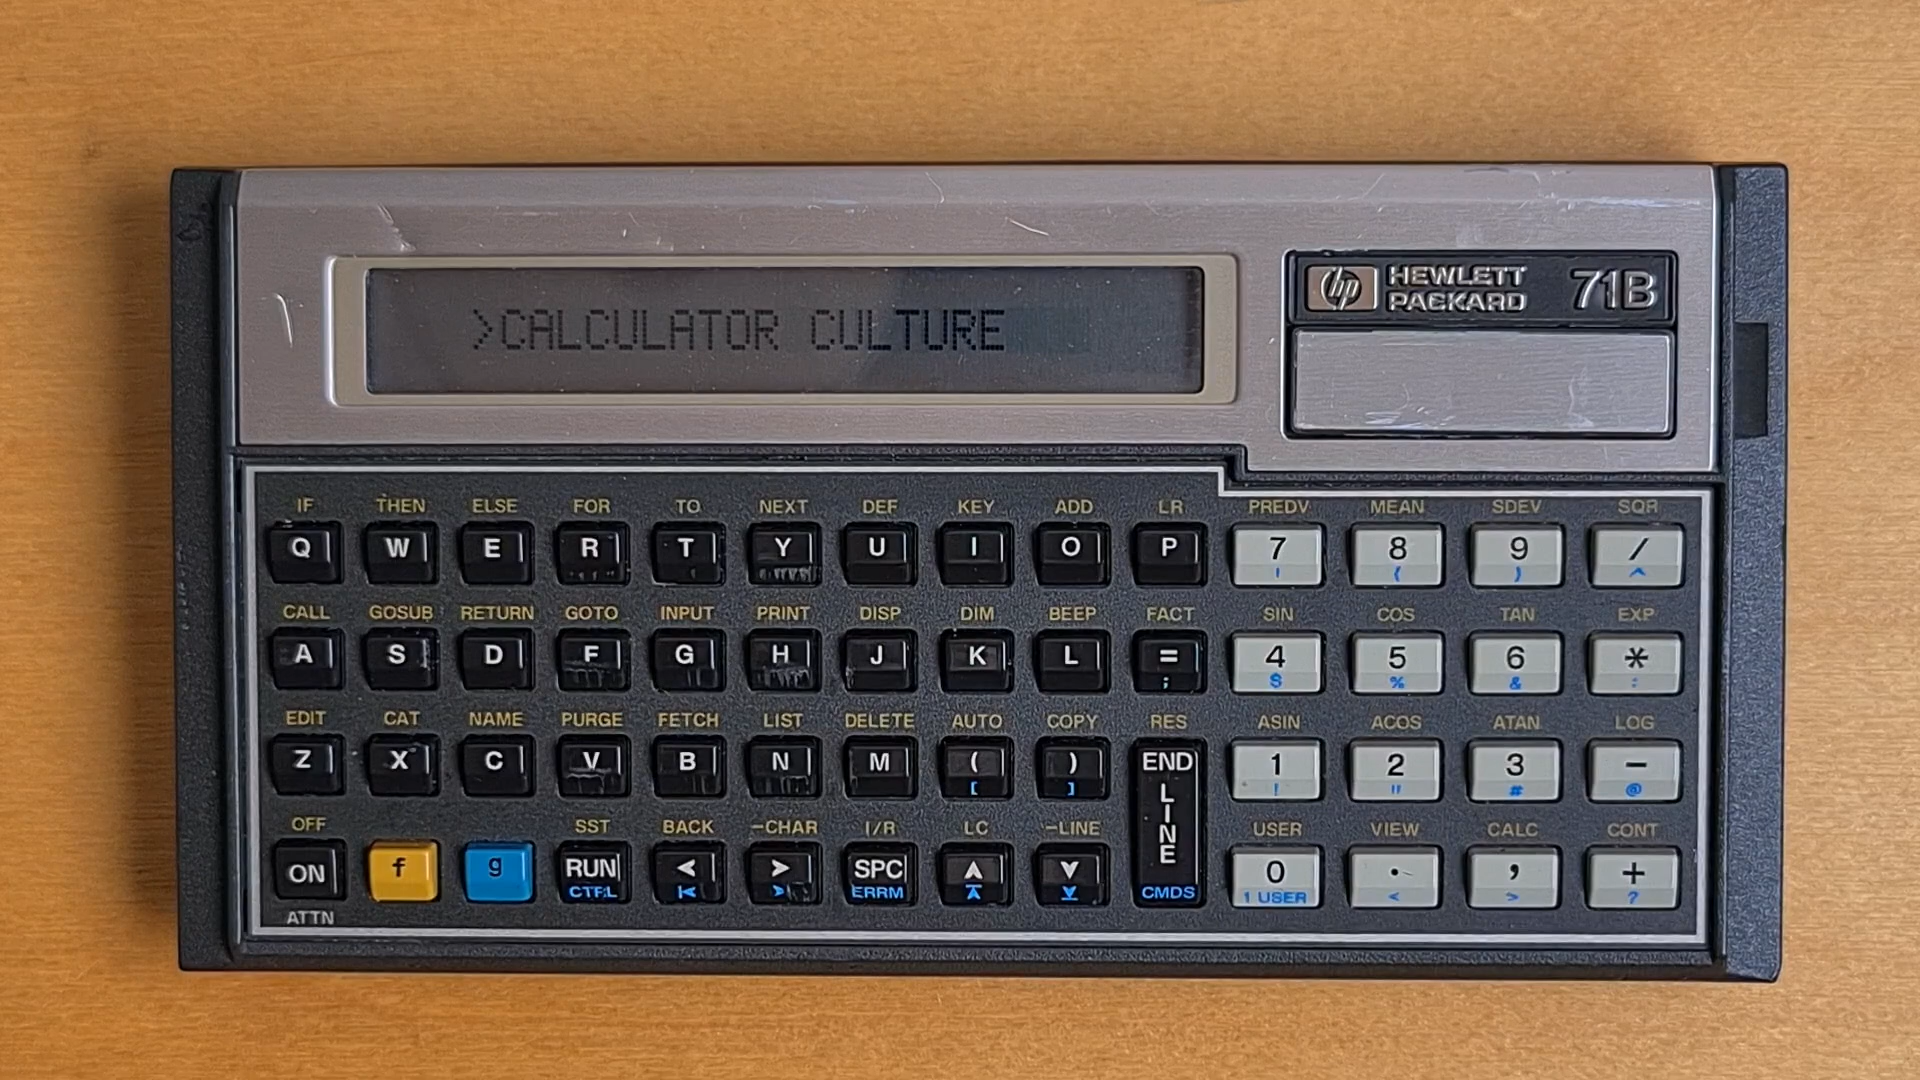 >CALCULATOR CULTURE
hp HEWLETT PACKARD 71B
IF THEN ELSE FOR TO NEXT DEF KEY ADD LR PREDV MEAN SDEV SQR
Q W E R T Y U I O P 7 8 9 /
( ) ^
CALL GOSUB RETURN GOTO INPUT PRINT DISP DIM BEEP FACT SIN COS TAN EXP
A S D F G H J K L = 4 5 6 *
; $ % & :
EDIT CAT NAME PURGE FETCH LIST DELETE AUTO COPY RES ASIN ACOS ATAN LOG
Z X C V B N M ( ) END LINE 1 2 3 -
[ ] ! " # @
OFF SST BACK -CHAR I/R LC -LINE USER VIEW CALC CONT
ON f g RUN < > SPC 0 . , +
CTRL ERRM CMDS 1 USER < > ?
ATTN